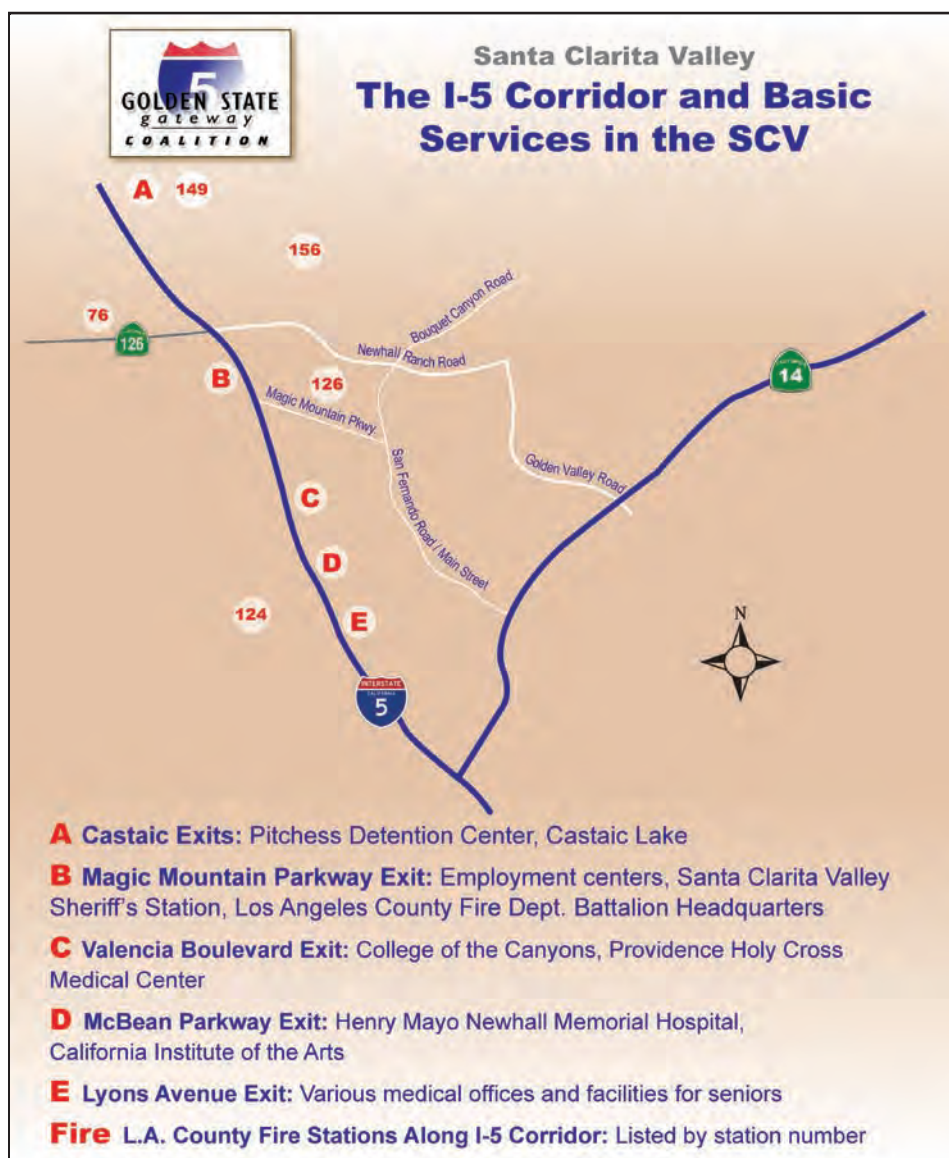 5
GOLDEN STATE
gateway
COALITION
Santa Clarita Valley
The I-5 Corridor and Basic
Services in the SCV
A 149
156
Bouquet Canyon Road
76
126
Newhall Ranch Road
14
B
126
Magic Mountain Pkwy.
San Fernando Road / Main Street
Golden Valley Road
C
D
124
E
N
INTERSTATE
CALIFORNIA
5
A Castaic Exits: Pitchess Detention Center, Castaic Lake
B Magic Mountain Parkway Exit: Employment centers, Santa Clarita Valley
Sheriff's Station, Los Angeles County Fire Dept. Battalion Headquarters
C Valencia Boulevard Exit: College of the Canyons, Providence Holy Cross
Medical Center
D McBean Parkway Exit: Henry Mayo Newhall Memorial Hospital,
California Institute of the Arts
E Lyons Avenue Exit: Various medical offices and facilities for seniors
Fire L.A. County Fire Stations Along I-5 Corridor: Listed by station number